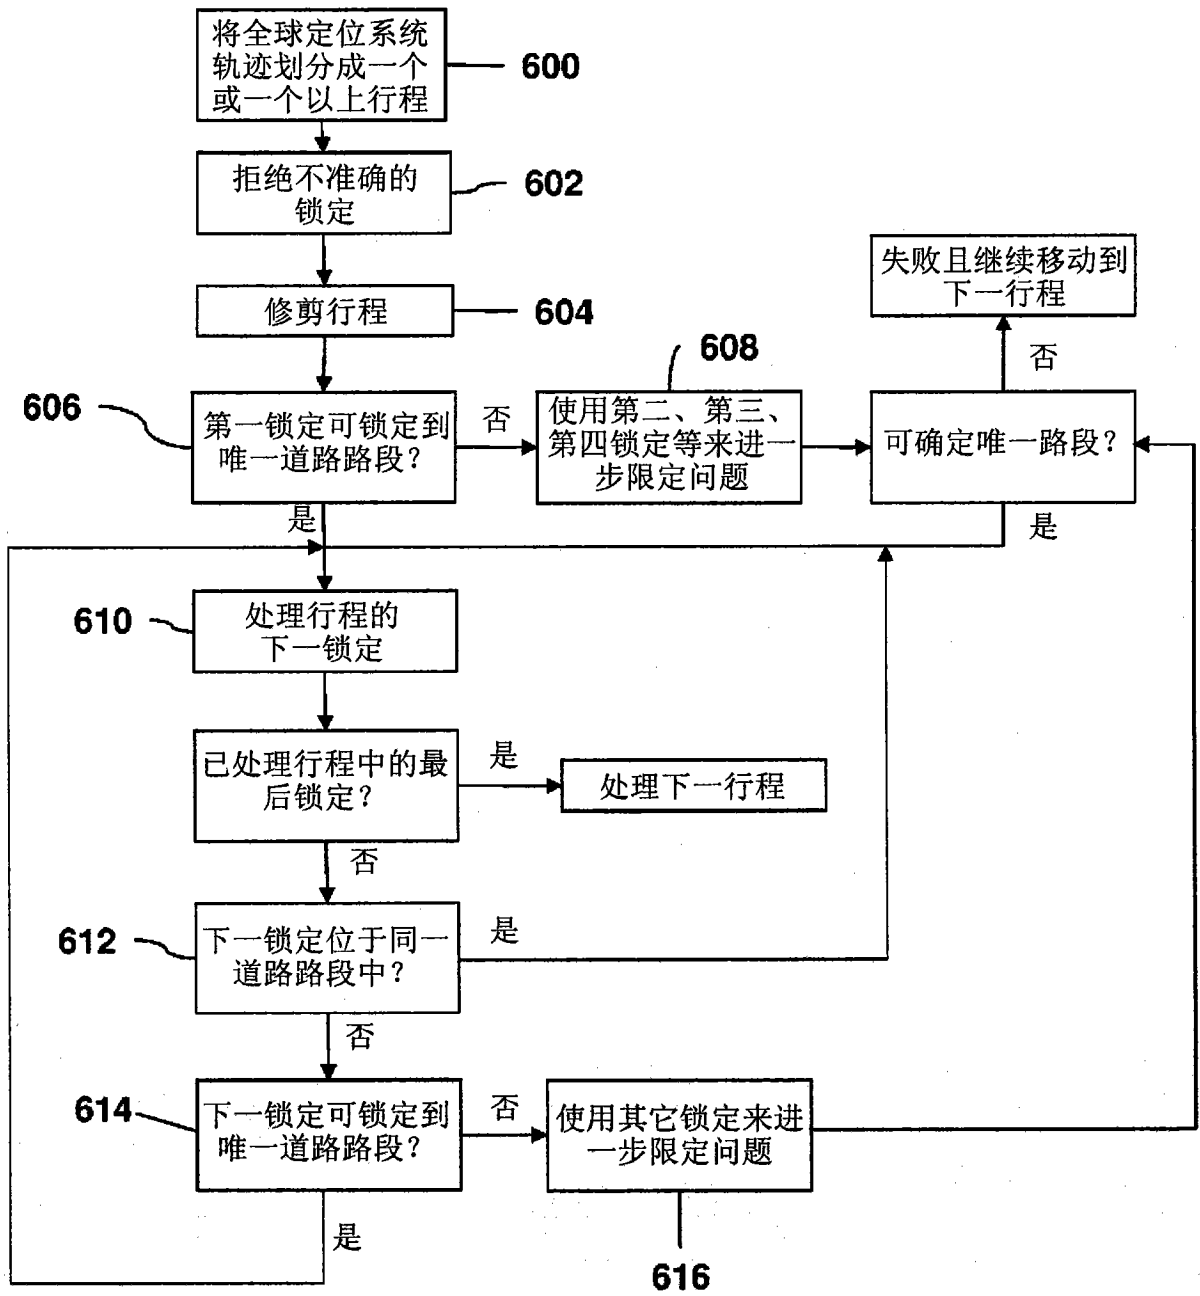 将全球定位系统
轨迹划分成一个
或一个以上行程
600
拒绝不准确的
锁定
602
修剪行程
604
失败且继续移动到
下一行程
否
606
第一锁定可锁定到
唯一道路路段？
否
608
使用第二、第三、
第四锁定等来进一
步限定问题
可确定唯一路段？
是
是
610
处理行程的
下一锁定
已处理行程中的最
后锁定？
是
处理下一行程
否
612
下一锁定位于同一
道路路段中？
是
否
614
下一锁定可锁定到
唯一道路路段？
否
使用其它锁定来进
一步限定问题
616
是